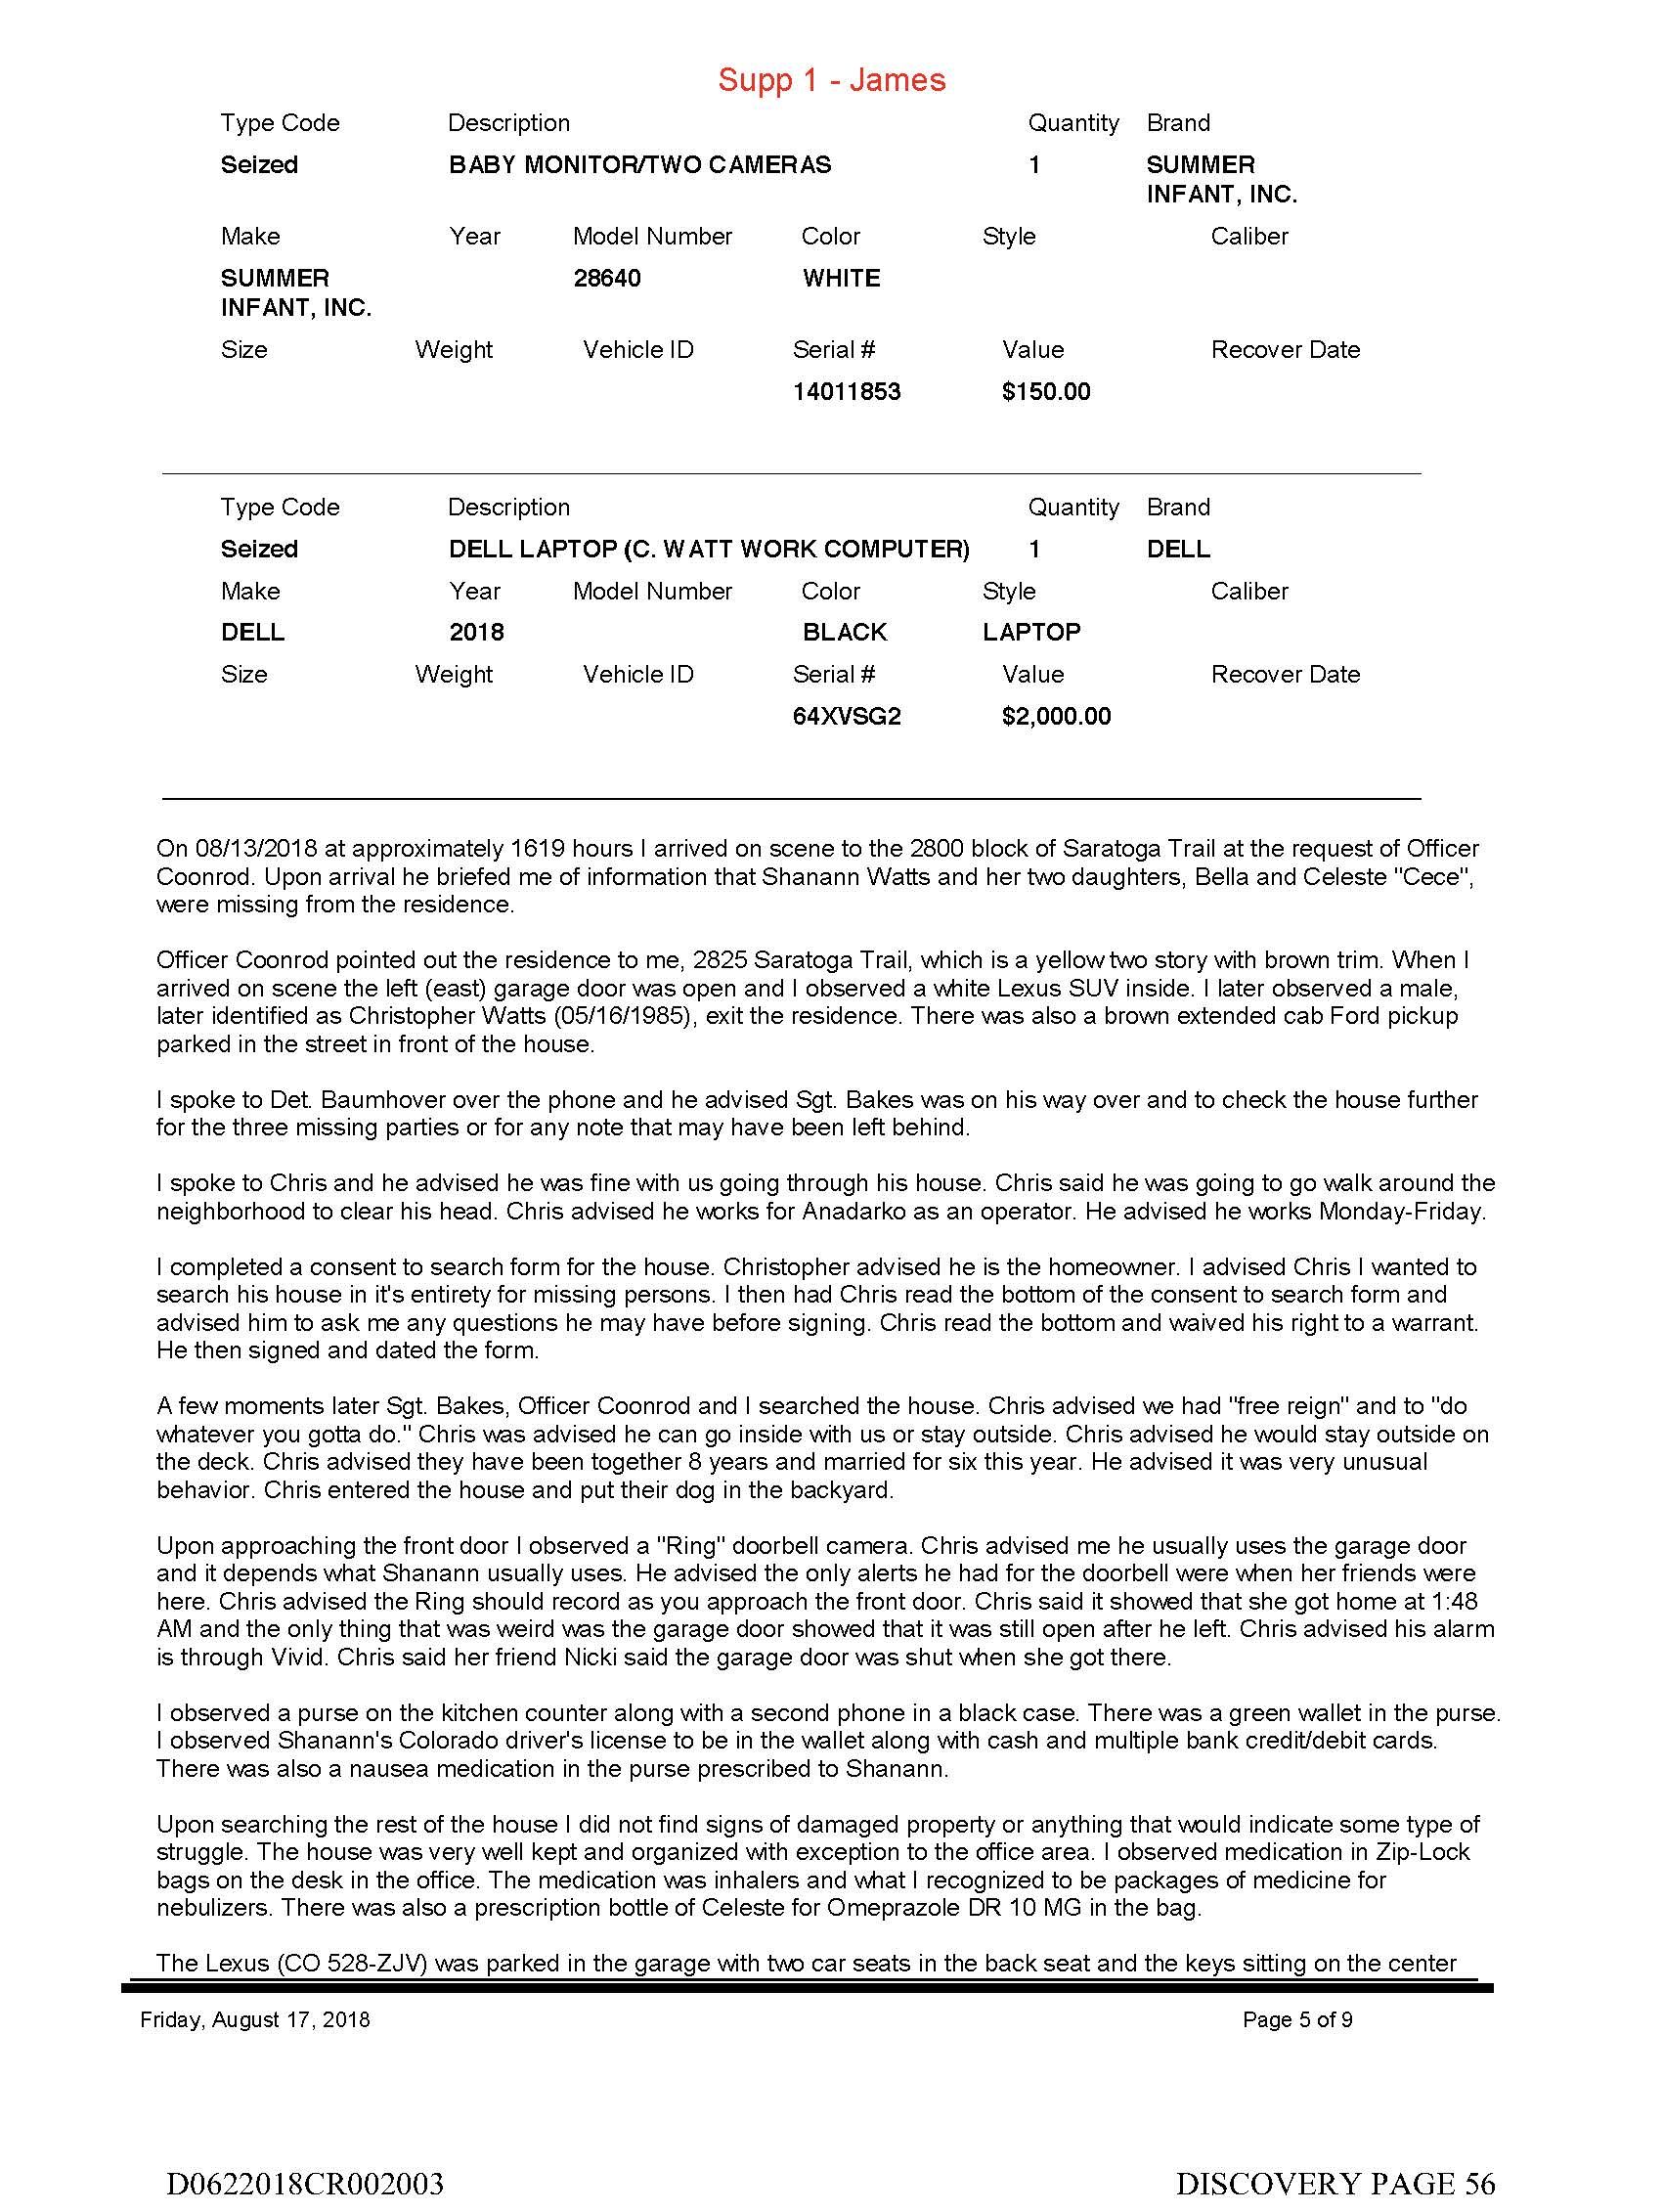 Supp 1 - James
Type Code Description Quantity Brand
Seized BABY MONITOR/TWO CAMERAS 1 SUMMER
INFANT, INC.
Make Year Model Number Color Style Caliber
SUMMER 28640 WHITE
INFANT, INC.
Size Weight Vehicle ID Serial # Value Recover Date
14011853 $150.00
Type Code Description Quantity Brand
Seized DELL LAPTOP (C. WATT WORK COMPUTER) 1 DELL
Make Year Model Number Color Style Caliber
DELL 2018 BLACK LAPTOP
Size Weight Vehicle ID Serial # Value Recover Date
64XVSG2 $2,000.00
On 08/13/2018 at approximately 1619 hours I arrived on scene to the 2800 block of Saratoga Trail at the request of Officer
Coonrod. Upon arrival he briefed me of information that Shanann Watts and her two daughters, Bella and Celeste "Cece",
were missing from the residence.
Officer Coonrod pointed out the residence to me, 2825 Saratoga Trail, which is a yellow two story with brown trim. When I
arrived on scene the left (east) garage door was open and I observed a white Lexus SUV inside. I later observed a male,
later identified as Christopher Watts (05/16/1985), exit the residence. There was also a brown extended cab Ford pickup
parked in the street in front of the house.
I spoke to Det. Baumhover over the phone and he advised Sgt. Bakes was on his way over and to check the house further
for the three missing parties or for any note that may have been left behind.
I spoke to Chris and he advised he was fine with us going through his house. Chris said he was going to go walk around the
neighborhood to clear his head. Chris advised he works for Anadarko as an operator. He advised he works Monday-Friday.
I completed a consent to search form for the house. Christopher advised he is the homeowner. I advised Chris I wanted to
search his house in it's entirety for missing persons. I then had Chris read the bottom of the consent to search form and
advised him to ask me any questions he may have before signing. Chris read the bottom and waived his right to a warrant.
He then signed and dated the form.
A few moments later Sgt. Bakes, Officer Coonrod and I searched the house. Chris advised we had "free reign" and to "do
whatever you gotta do." Chris was advised he can go inside with us or stay outside. Chris advised he would stay outside on
the deck. Chris advised they have been together 8 years and married for six this year. He advised it was very unusual
behavior. Chris entered the house and put their dog in the backyard.
Upon approaching the front door I observed a "Ring" doorbell camera. Chris advised me he usually uses the garage door
and it depends what Shanann usually uses. He advised the only alerts he had for the doorbell were when her friends were
here. Chris advised the Ring should record as you approach the front door. Chris said it showed that she got home at 1:48
AM and the only thing that was weird was the garage door showed that it was still open after he left. Chris advised his alarm
is through Vivid. Chris said her friend Nicki said the garage door was shut when she got there.
I observed a purse on the kitchen counter along with a second phone in a black case. There was a green wallet in the purse.
I observed Shanann's Colorado driver's license to be in the wallet along with cash and multiple bank credit/debit cards.
There was also a nausea medication in the purse prescribed to Shanann.
Upon searching the rest of the house I did not find signs of damaged property or anything that would indicate some type of
struggle. The house was very well kept and organized with exception to the office area. I observed medication in Zip-Lock
bags on the desk in the office. The medication was inhalers and what I recognized to be packages of medicine for
nebulizers. There was also a prescription bottle of Celeste for Omeprazole DR 10 MG in the bag.
The Lexus (CO 528-ZJV) was parked in the garage with two car seats in the back seat and the keys sitting on the center
Friday, August 17, 2018 Page 5 of 9
D0622018CR002003 DISCOVERY PAGE 56